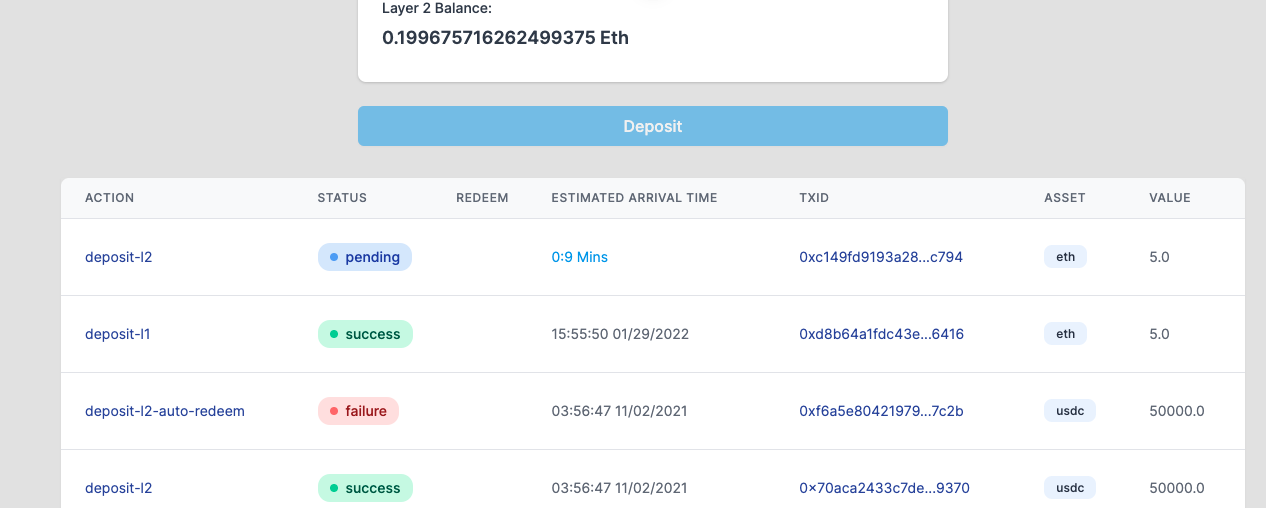 Layer 2 Balance:
0.199675716262499375 Eth
Deposit
ACTION STATUS REDEEM ESTIMATED ARRIVAL TIME TXID ASSET VALUE
deposit-l2 pending 0:9 Mins 0xc149fd9193a28...c794 eth 5.0
deposit-l1 success 15:55:50 01/29/2022 0xd8b64a1fdc43e...6416 eth 5.0
deposit-l2-auto-redeem failure 03:56:47 11/02/2021 0xf6a5e80421979...7c2b usdc 50000.0
deposit-l2 success 03:56:47 11/02/2021 0×70aca2433c7de...9370 usdc 50000.0